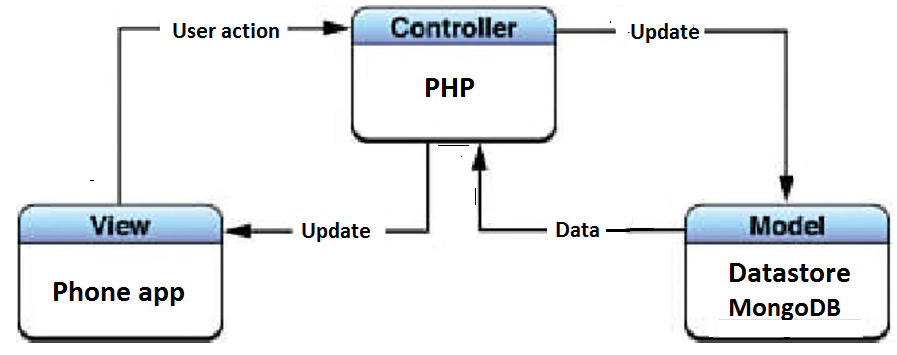 User action
Controller
Update
PHP
View
Update
Data
Model
Phone app
Datastore
MongoDB